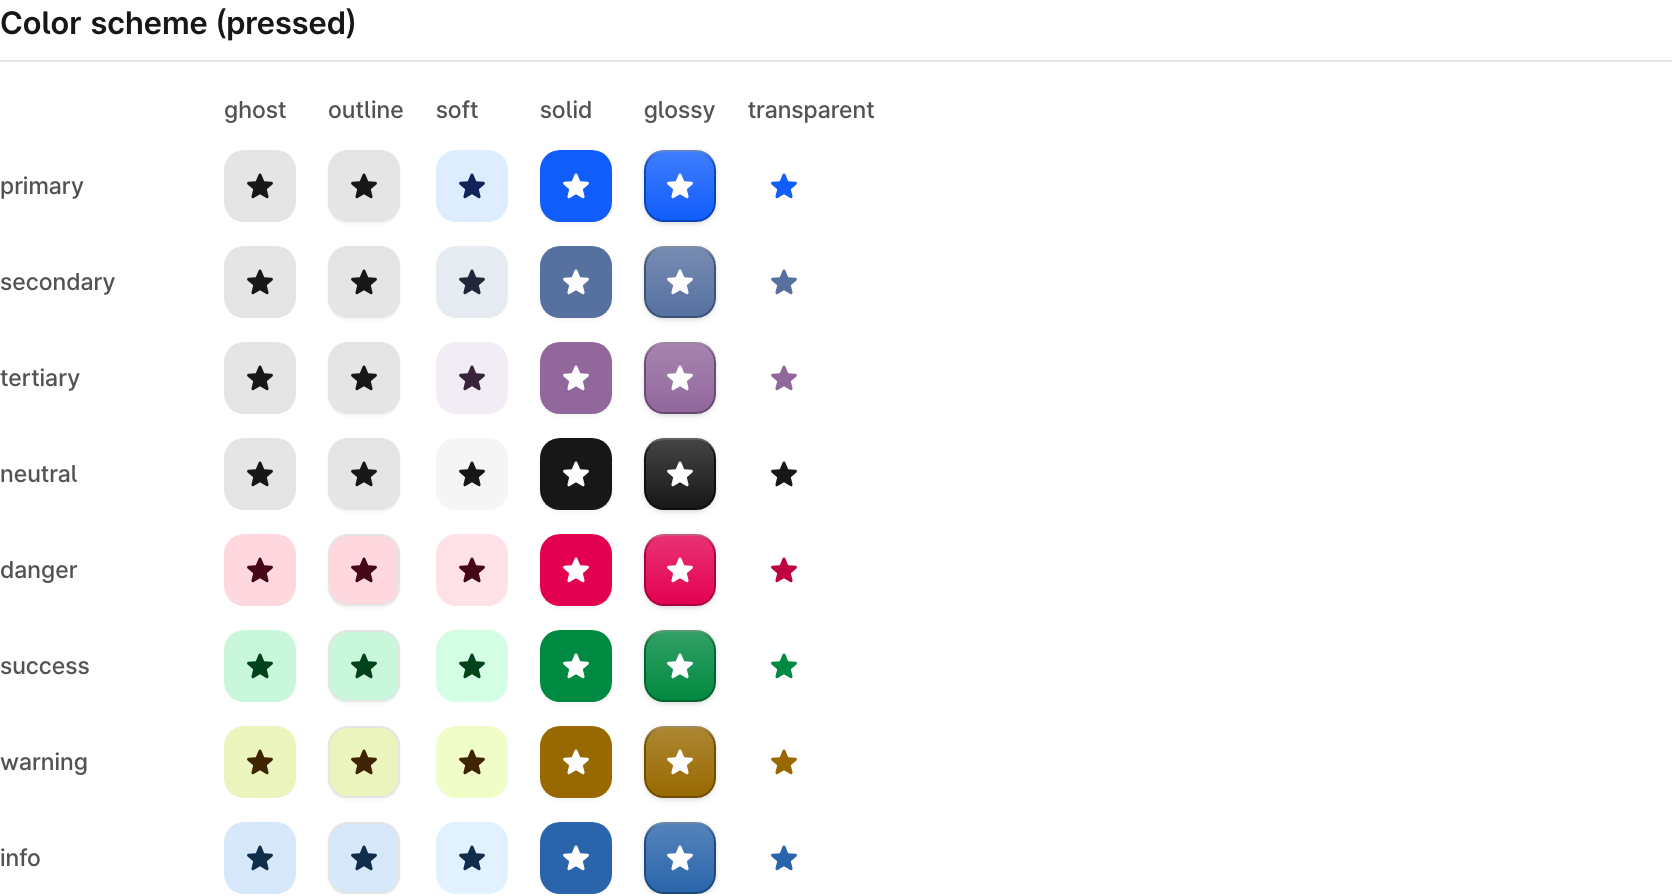 Color scheme (pressed)
ghost outline soft solid glossy transparent
primary
secondary
tertiary
neutral
danger
success
warning
info